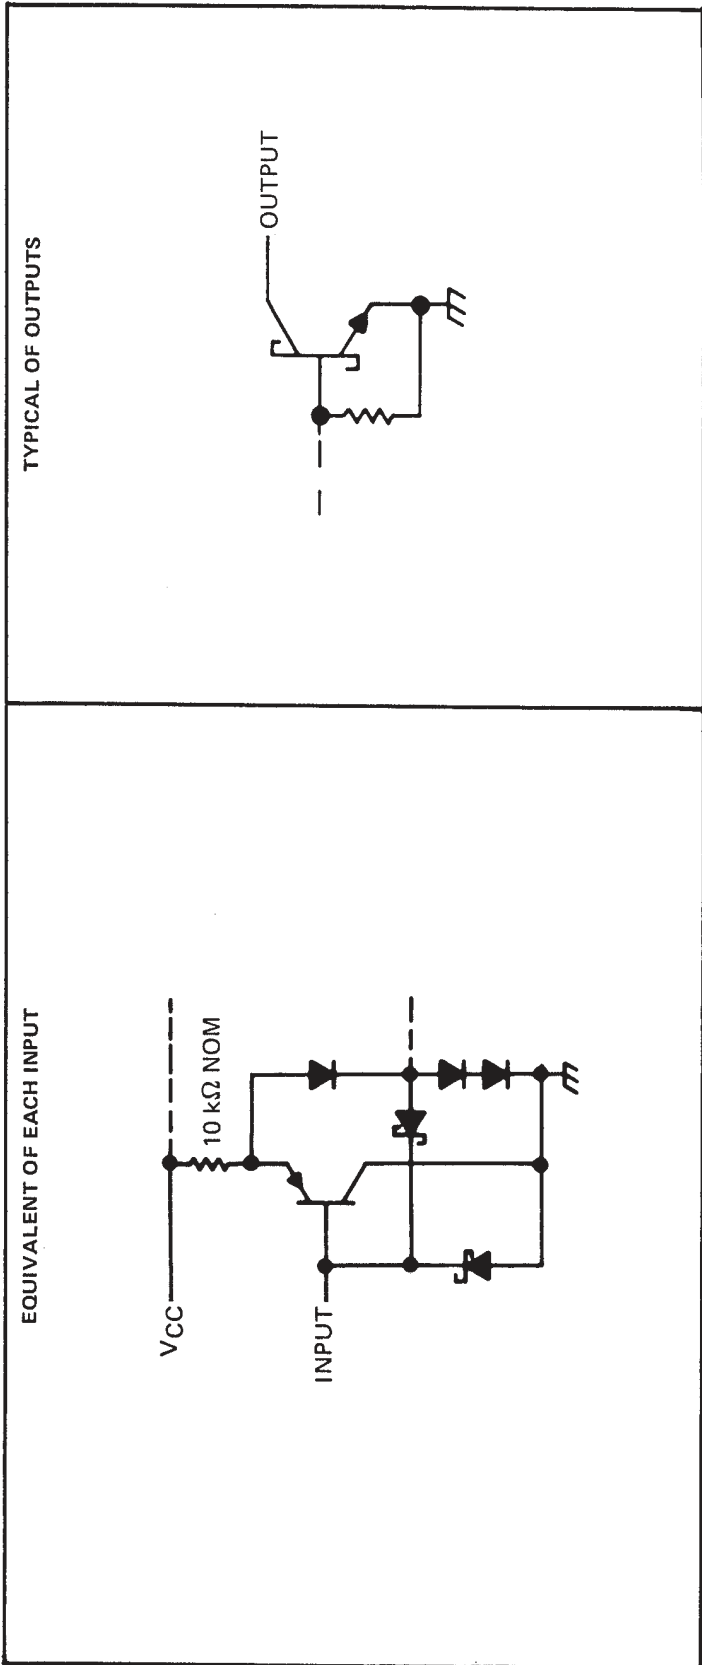 EQUIVALENT OF EACH INPUT
VCC
10 kΩ NOM
INPUT
TYPICAL OF OUTPUTS
OUTPUT